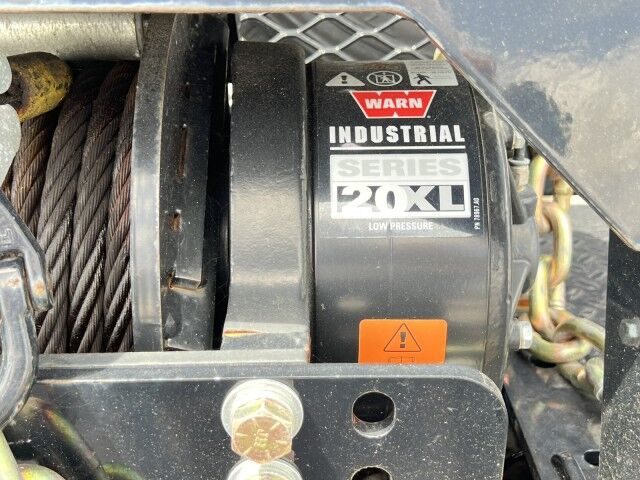 WARN
INDUSTRIAL
SERIES
20XL
LOW PRESSURE